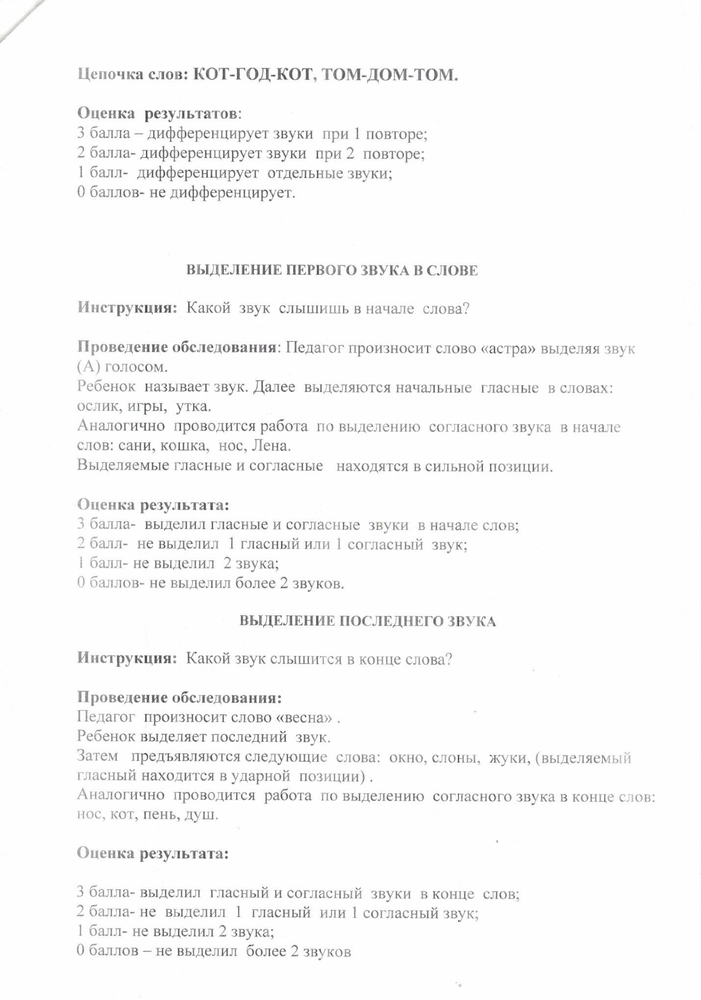 Цепочка слов: КОТ-ГОД-КОТ, ТОМ-ДОМ-ТОМ.
Оценка результатов:
3 балла – дифференцирует звуки при 1 повторе;
2 балла- дифференцирует звуки при 2 повторе;
1 балл- дифференцирует отдельные звуки;
0 баллов- не дифференцирует.
ВЫДЕЛЕНИЕ ПЕРВОГО ЗВУКА В СЛОВЕ
Инструкция: Какой звук слышишь в начале слова?
Проведение обследования: Педагог произносит слово «астра» выделяя звук
(А) голосом.
Ребенок называет звук. Далее выделяются начальные гласные в словах:
ослик, игры, утка.
Аналогично проводится работа по выделению согласного звука в начале
слов: сани, кошка, нос, Лена.
Выделяемые гласные и согласные находятся в сильной позиции.
Оценка результата:
3 балла- выделил гласные и согласные звуки в начале слов;
2 балл- не выделил 1 гласный или 1 согласный звук;
1 балл- не выделил 2 звука;
0 баллов- не выделил более 2 звуков.
ВЫДЕЛЕНИЕ ПОСЛЕДНЕГО ЗВУКА
Инструкция: Какой звук слышится в конце слова?
Проведение обследования:
Педагог произносит слово «весна» .
Ребенок выделяет последний звук.
Затем предъявляются следующие слова: окно, слоны, жуки, (выделяемый
гласный находится в ударной позиции) .
Аналогично проводится работа по выделению согласного звука в конце слов:
нос, кот, пень, душ.
Оценка результата:
3 балла- выделил гласный и согласный звуки в конце слов;
2 балла- не выделил 1 гласный или 1 согласный звук;
1 балл- не выделил 2 звука;
0 баллов – не выделил более 2 звуков